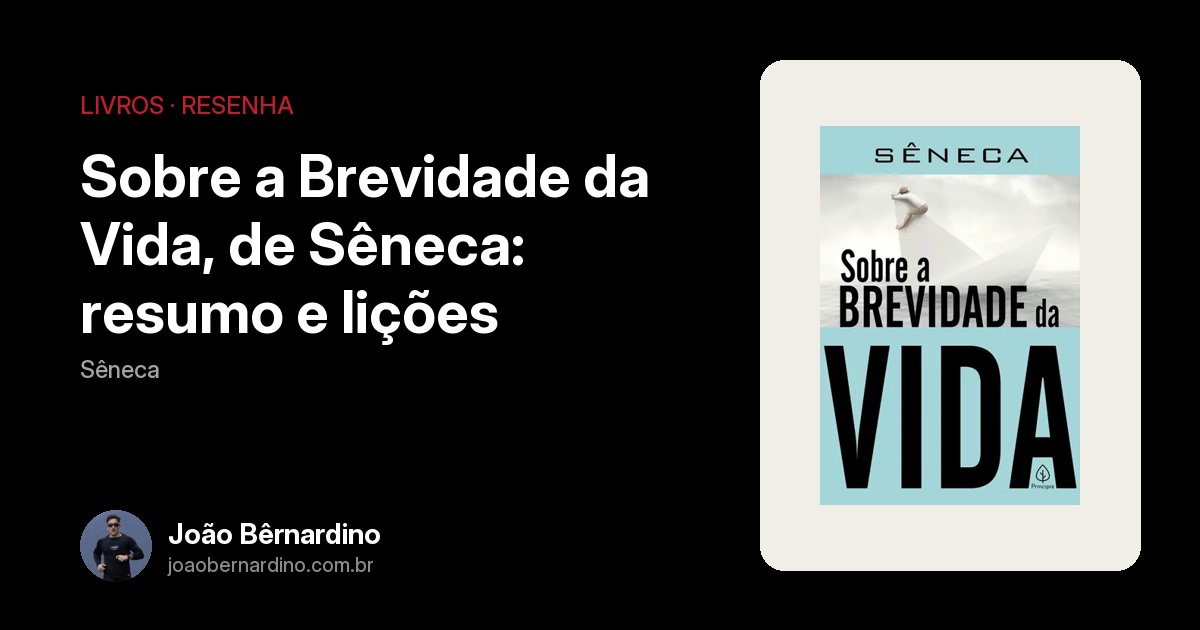 LIVROS · RESENHA
Sobre a Brevidade da
Vida, de Sêneca:
resumo e lições
Sêneca
João Bêrnardino
joaobernardino.com.br
SÊNECA
Sobre a
BREVIDADE da
VIDA
Principis